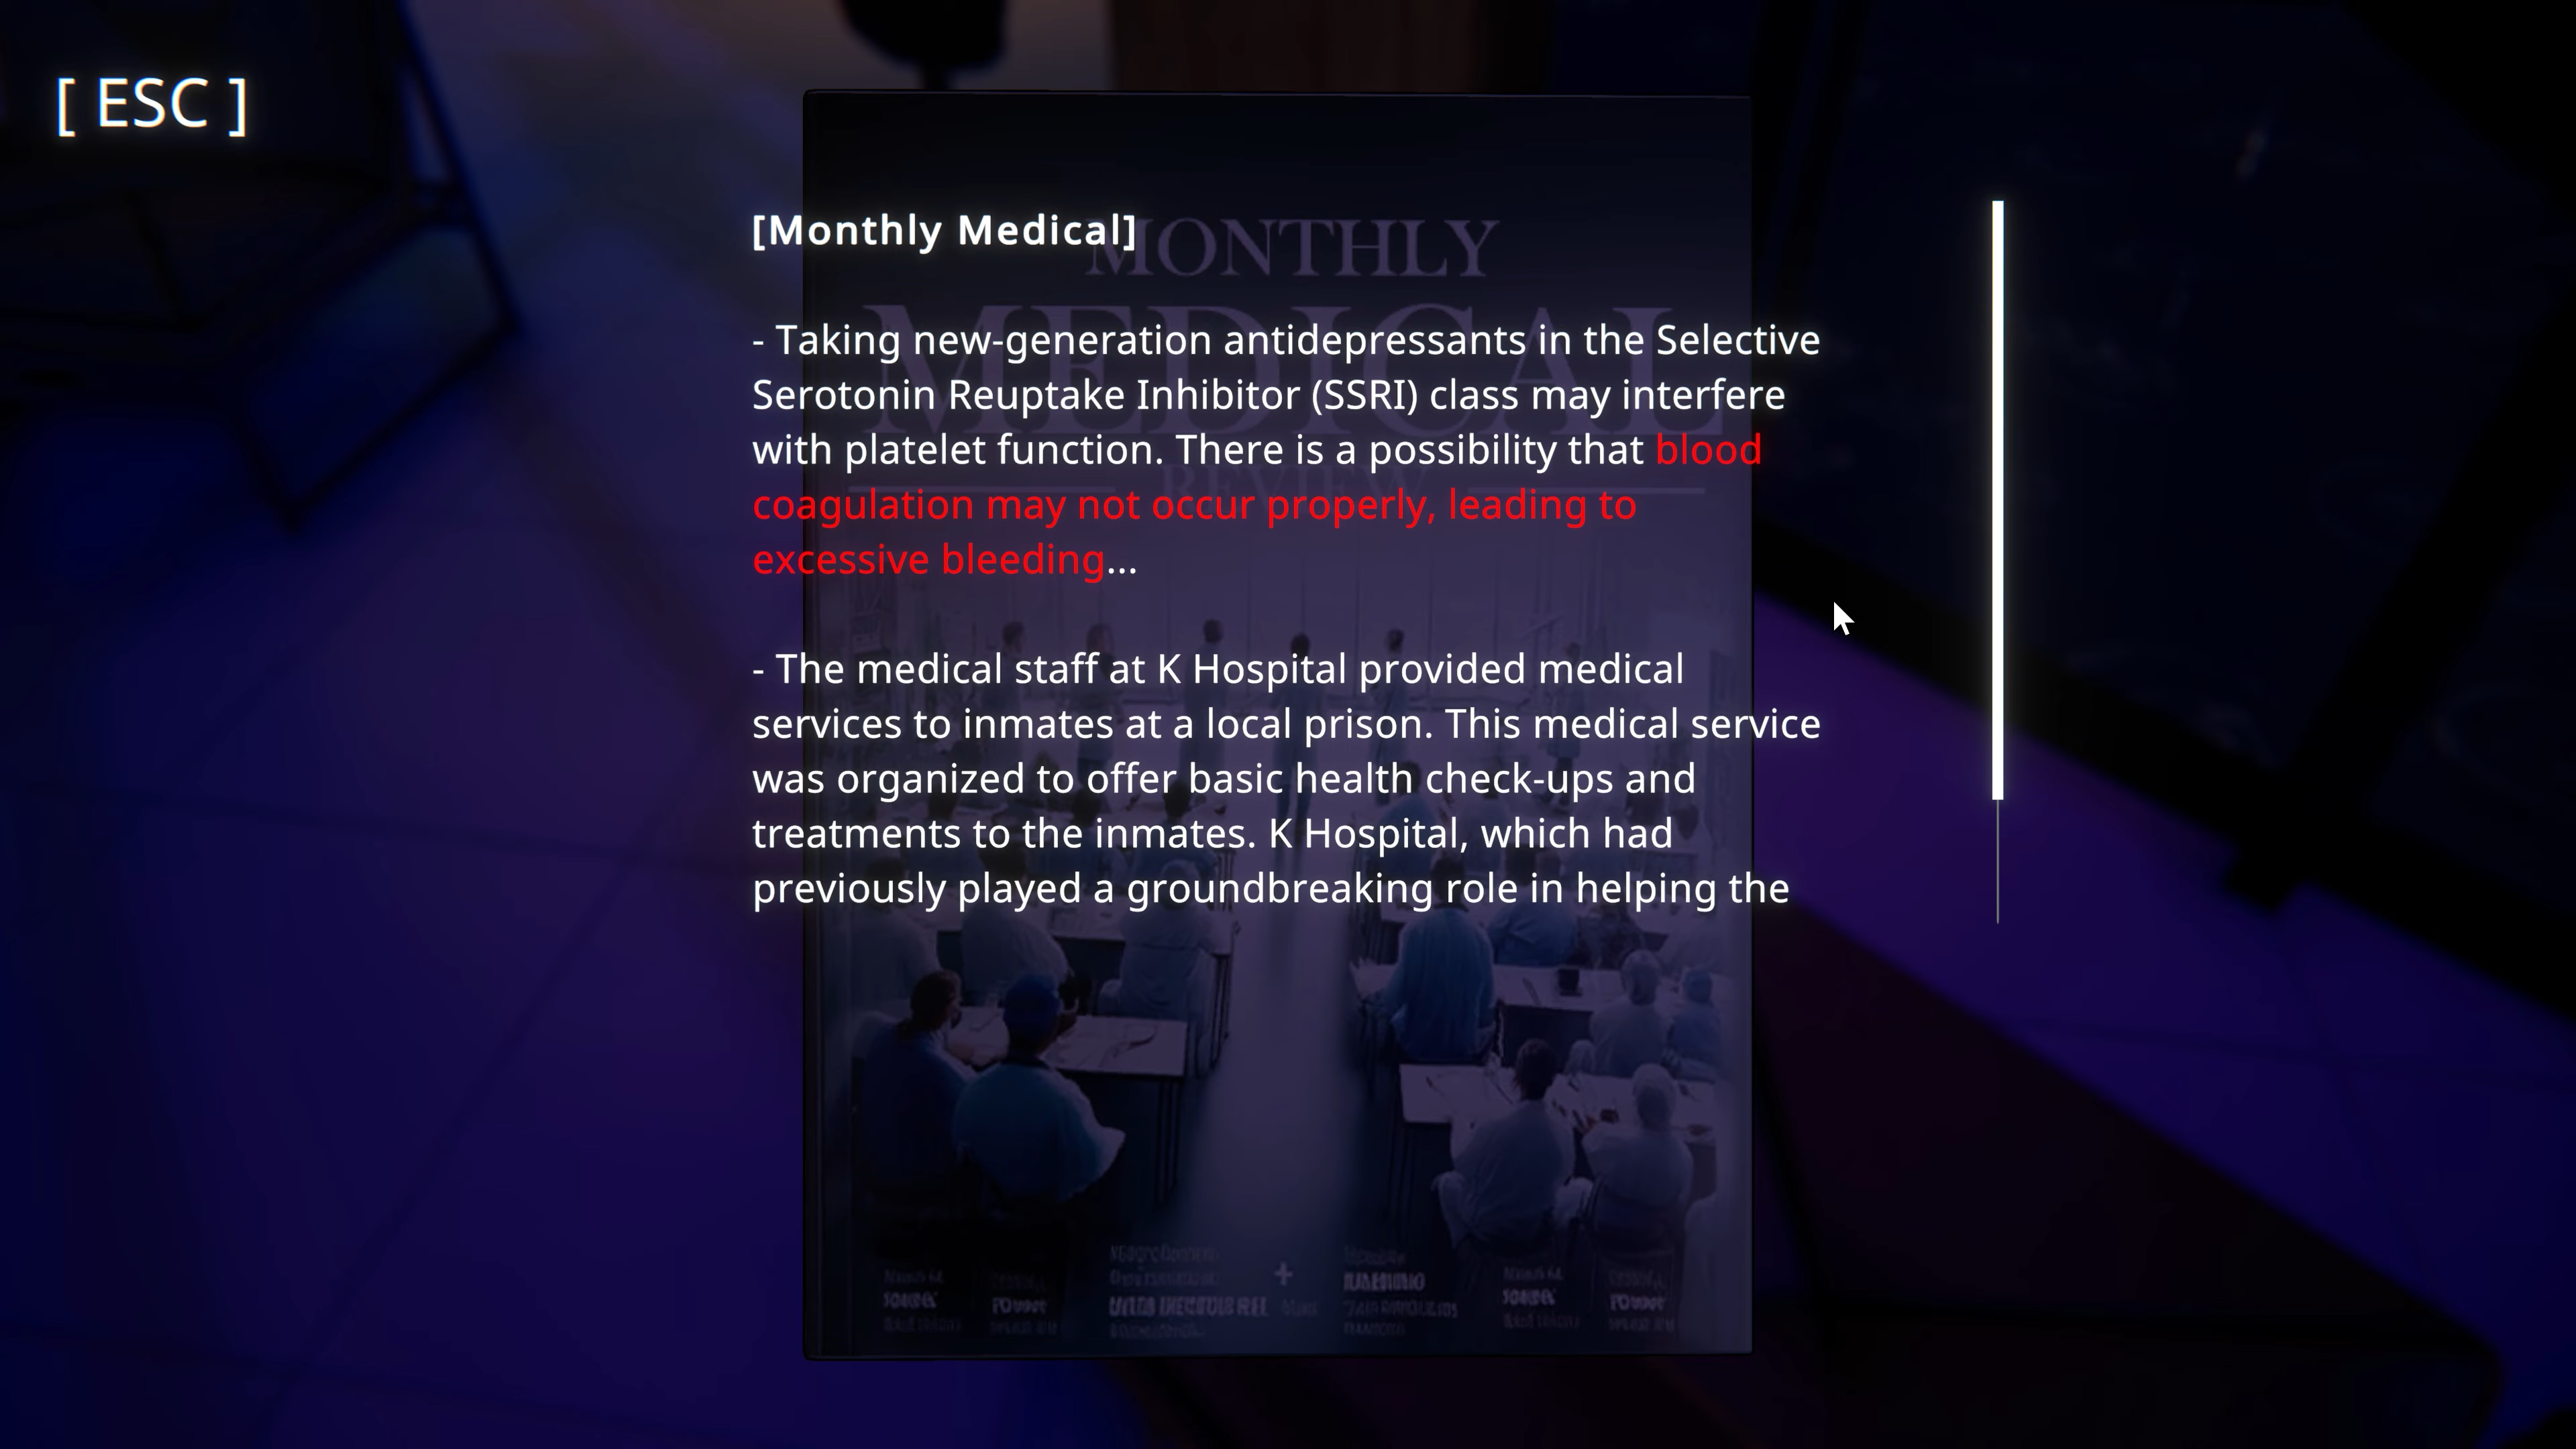 [ ESC ]
[Monthly Medical]
MONTHLY
MEDICAL
REVIEW
- Taking new-generation antidepressants in the Selective
Serotonin Reuptake Inhibitor (SSRI) class may interfere
with platelet function. There is a possibility that blood
coagulation may not occur properly, leading to
excessive bleeding...
- The medical staff at K Hospital provided medical
services to inmates at a local prison. This medical service
was organized to offer basic health check-ups and
treatments to the inmates. K Hospital, which had
previously played a groundbreaking role in helping the